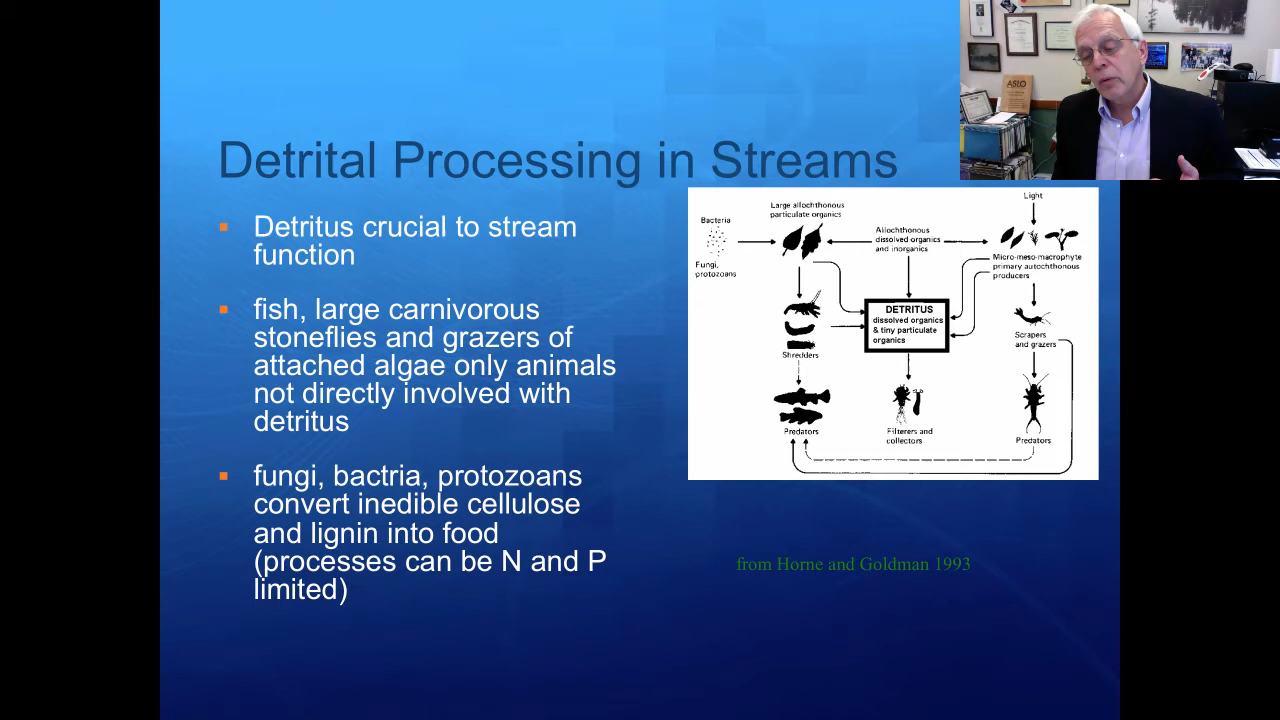 ASLO
Detrital Processing in Streams
Detritus crucial to stream
function
fish, large carnivorous
stoneflies and grazers of
attached algae only animals
not directly involved with
detritus
fungi, bactria, protozoans
convert inedible cellulose
and lignin into food
(processes can be N and P
limited)
Large allochthonous
particulate organics
Light
Bacteria
Allochthonous
dissolved organics
and inorganics
Fungi,
protozoans
Micro-meso-macrophyte
primary autochthonous
producers
DETRITUS
dissolved organics
& tiny particulate
organics
Scrapers
and grazers
Shredders
Predators
Filterers and
collectors
Predators
from Horne and Goldman 1993